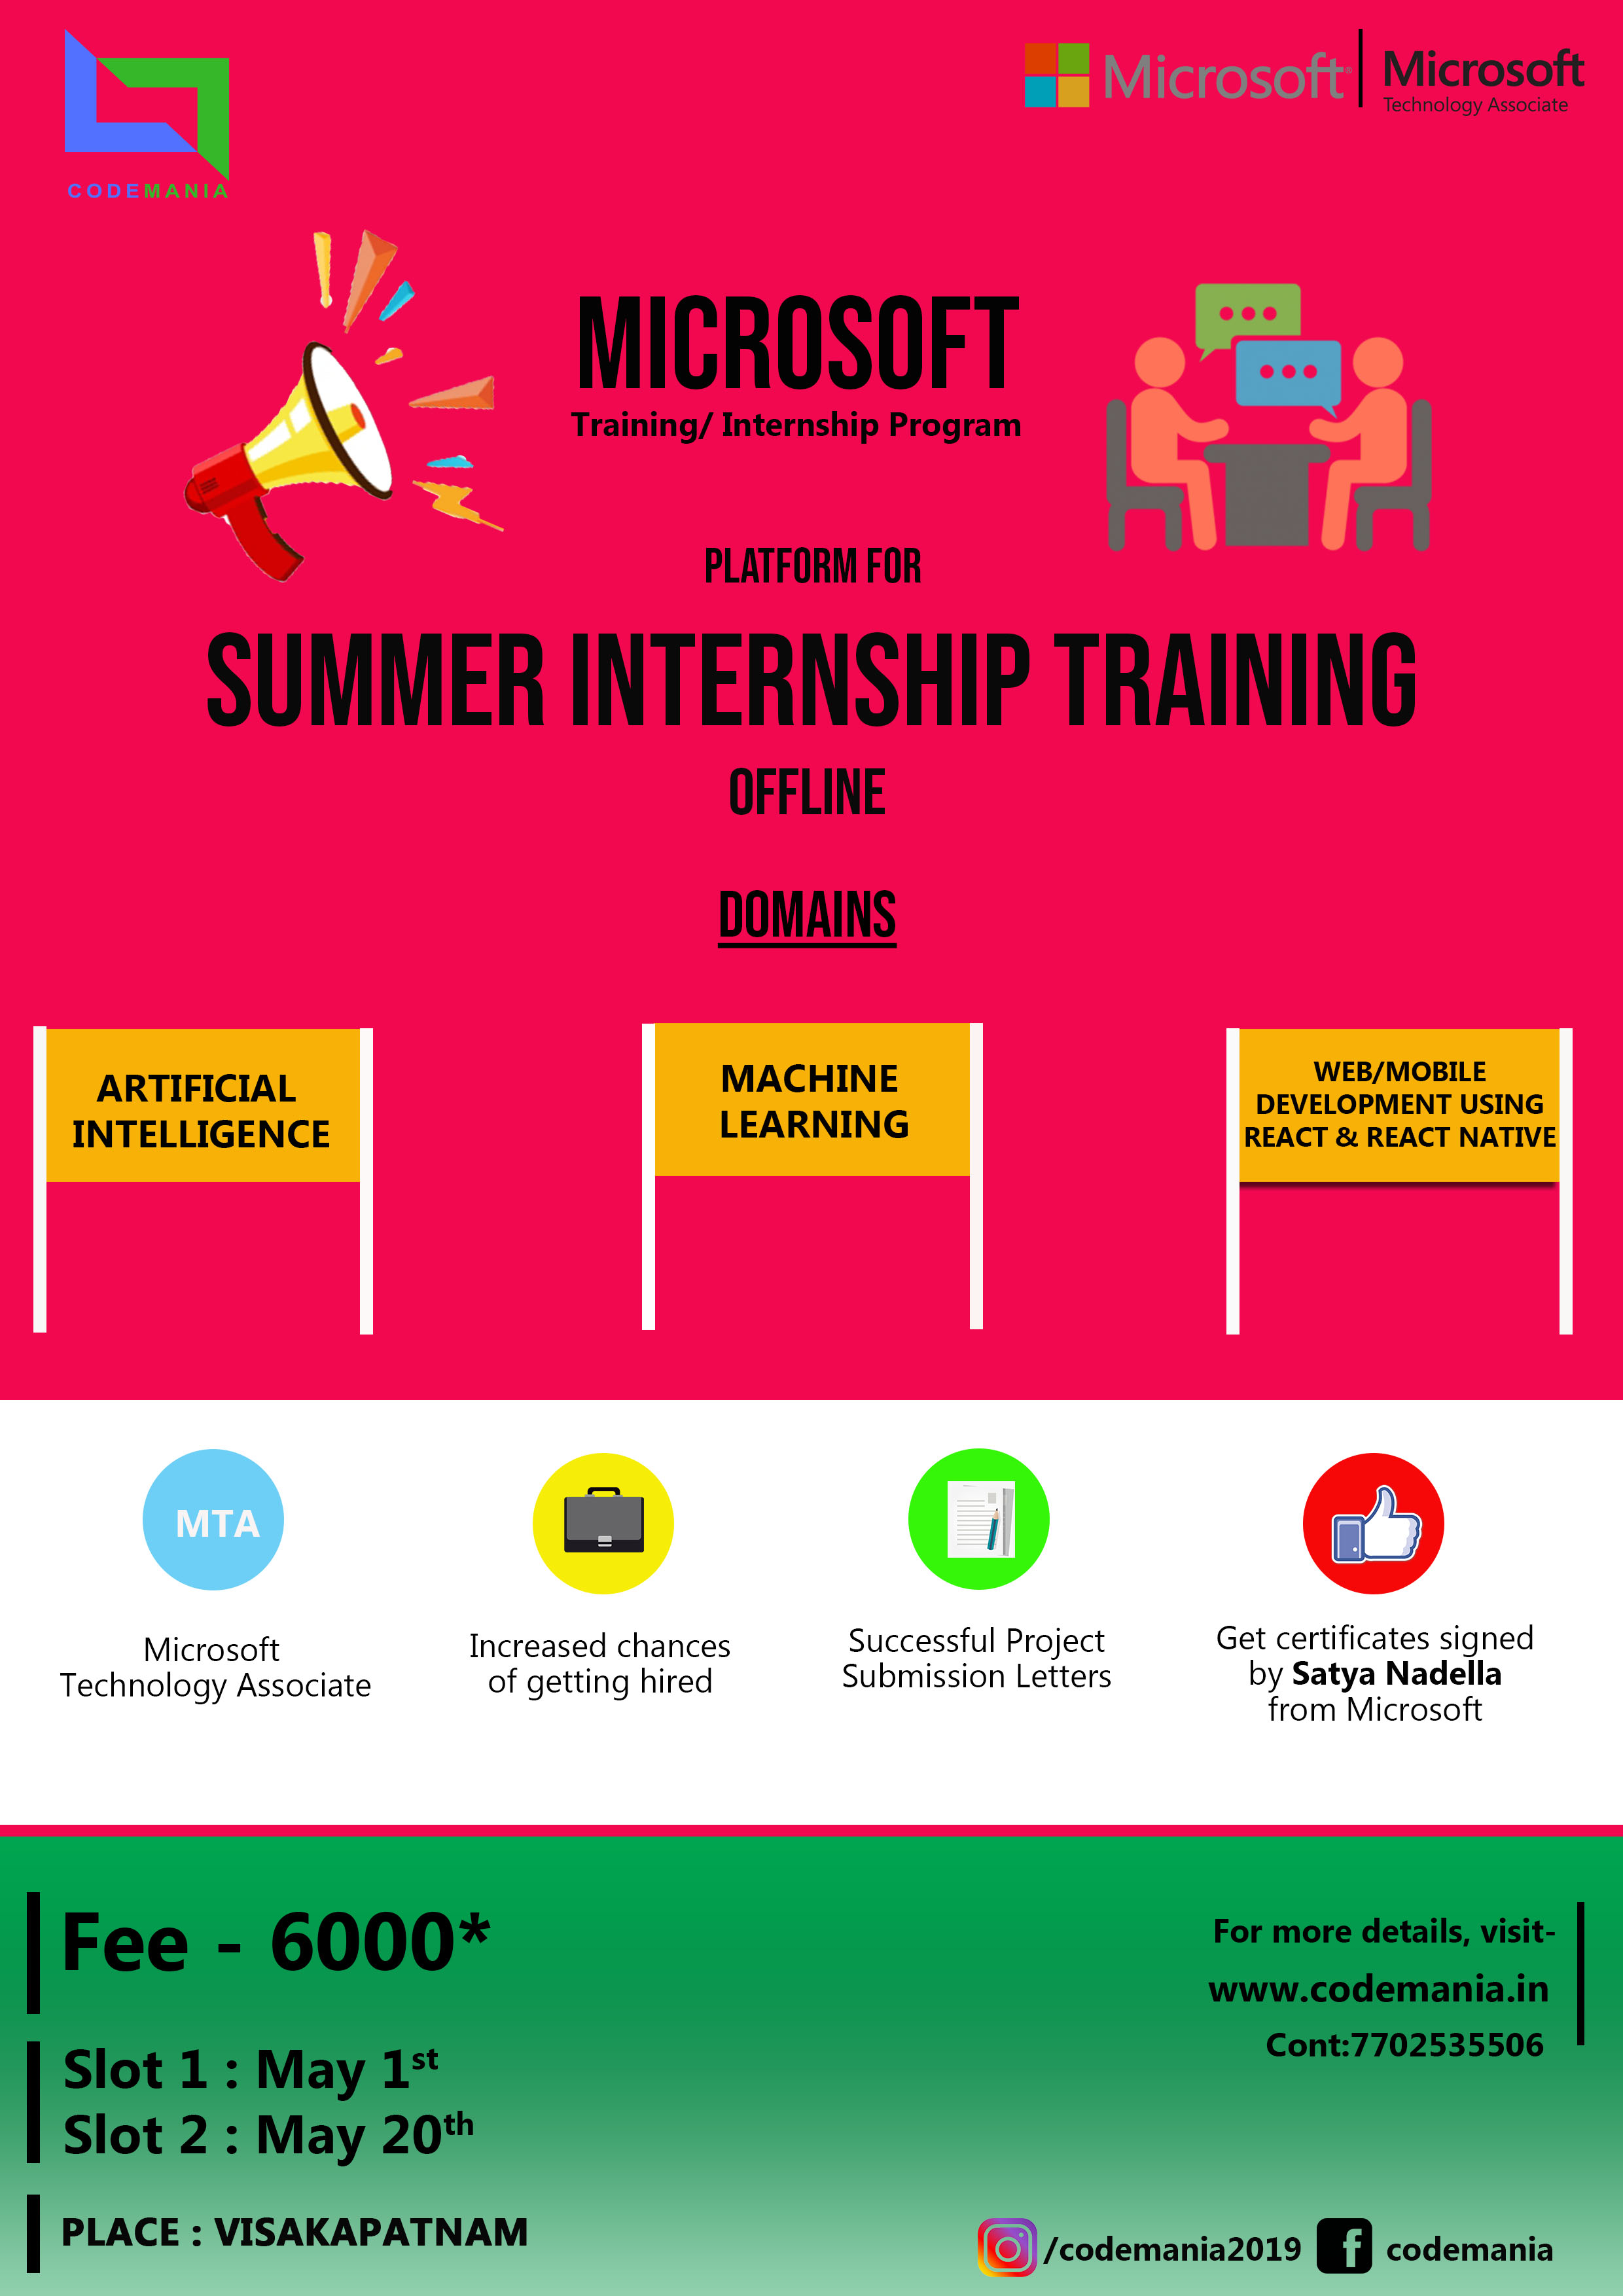 CODEMANIA
Microsoft®
Microsoft
Technology Associate
MICROSOFT
Training/ Internship Program
PLATFORM FOR
SUMMER INTERNSHIP TRAINING
OFFLINE
DOMAINS
ARTIFICIAL
INTELLIGENCE
MACHINE
LEARNING
WEB/MOBILE
DEVELOPMENT USING
REACT & REACT NATIVE
MTA
Microsoft
Technology Associate
Increased chances
of getting hired
Successful Project
Submission Letters
Get certificates signed
by Satya Nadella
from Microsoft
Fee - 6000*
Slot 1 : May 1st
Slot 2 : May 20th
PLACE : VISAKAPATNAM
For more details, visit-
www.codemania.in
Cont:7702535506
/codemania2019
codemania